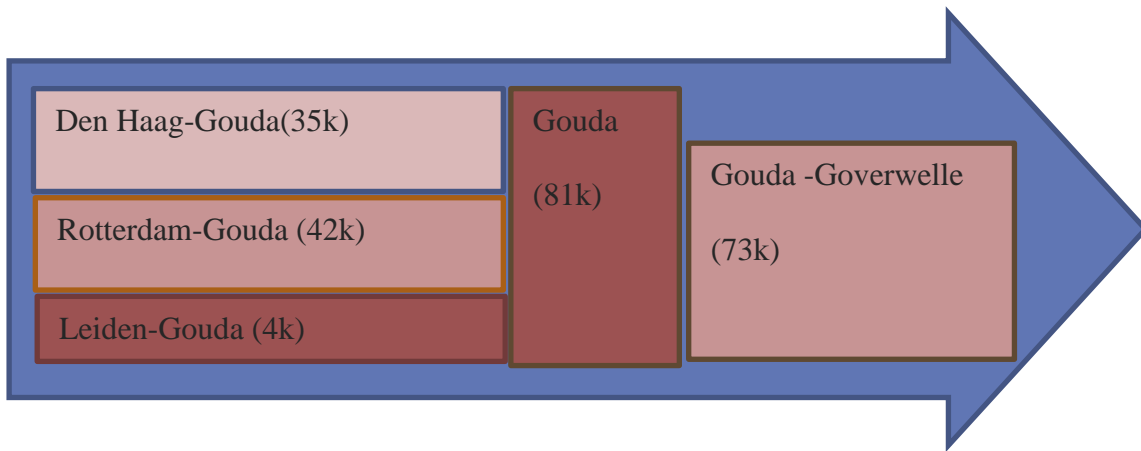 Den Haag-Gouda(35k)
Rotterdam-Gouda (42k)
Leiden-Gouda (4k)
Gouda
(81k)
Gouda -Goverwelle
(73k)